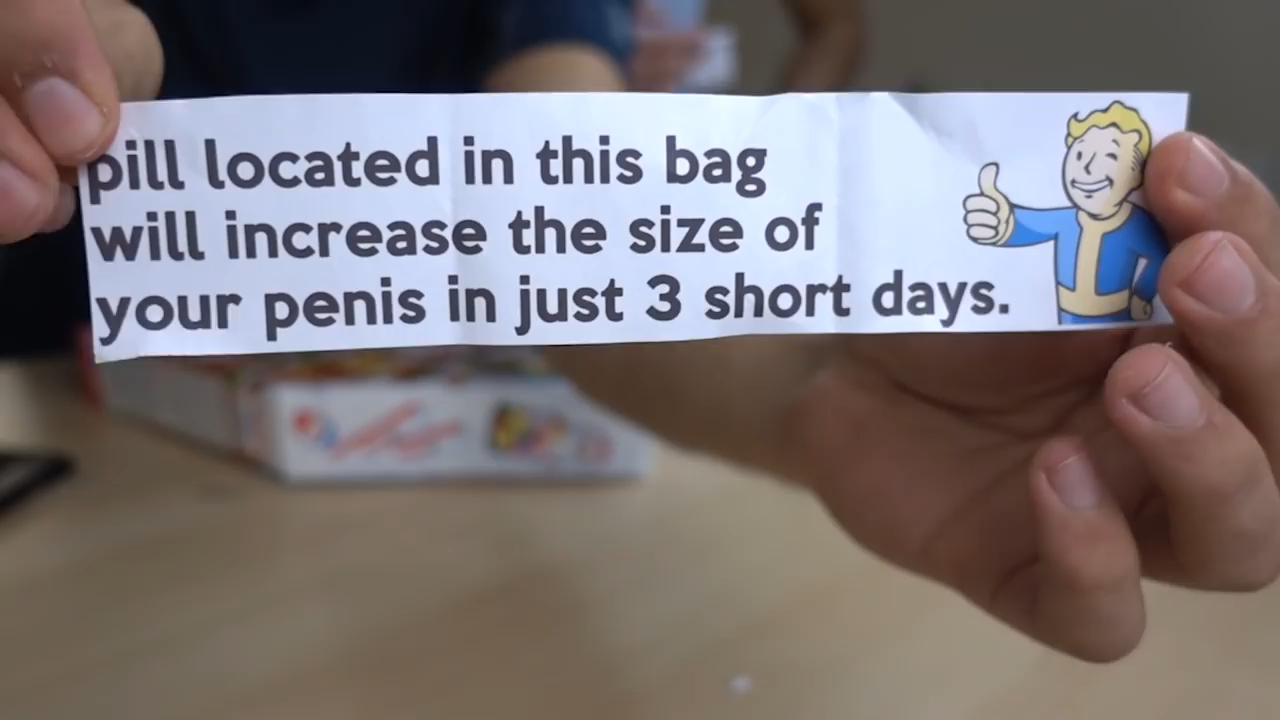 pill located in this bag
will increase the size of
your penis in just 3 short days.